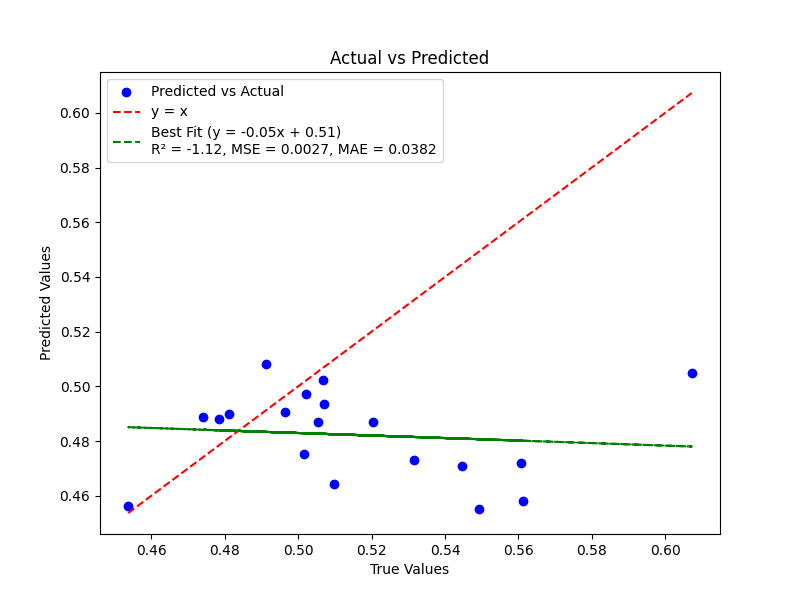 Actual vs Predicted
Predicted vs Actual
y = x
Best Fit (y = -0.05x + 0.51)
R² = -1.12, MSE = 0.0027, MAE = 0.0382
Predicted Values
0.60
0.58
0.56
0.54
0.52
0.50
0.48
0.46
0.46 0.48 0.50 0.52 0.54 0.56 0.58 0.60
True Values